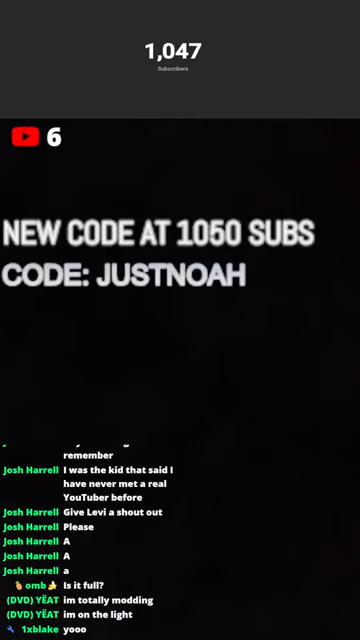 1,047
Subscribers
6
NEW CODE AT 1050 SUBS
CODE: JUSTNOAH
remember
Josh Harrell I was the kid that said I
have never met a real
YouTuber before
Josh Harrell Give Levi a shout out
Josh Harrell Please
Josh Harrell A
Josh Harrell A
Josh Harrell a
omb Is it full?
(DVD) YËAT im totally modding
(DVD) YËAT im on the light
1xblake yooo